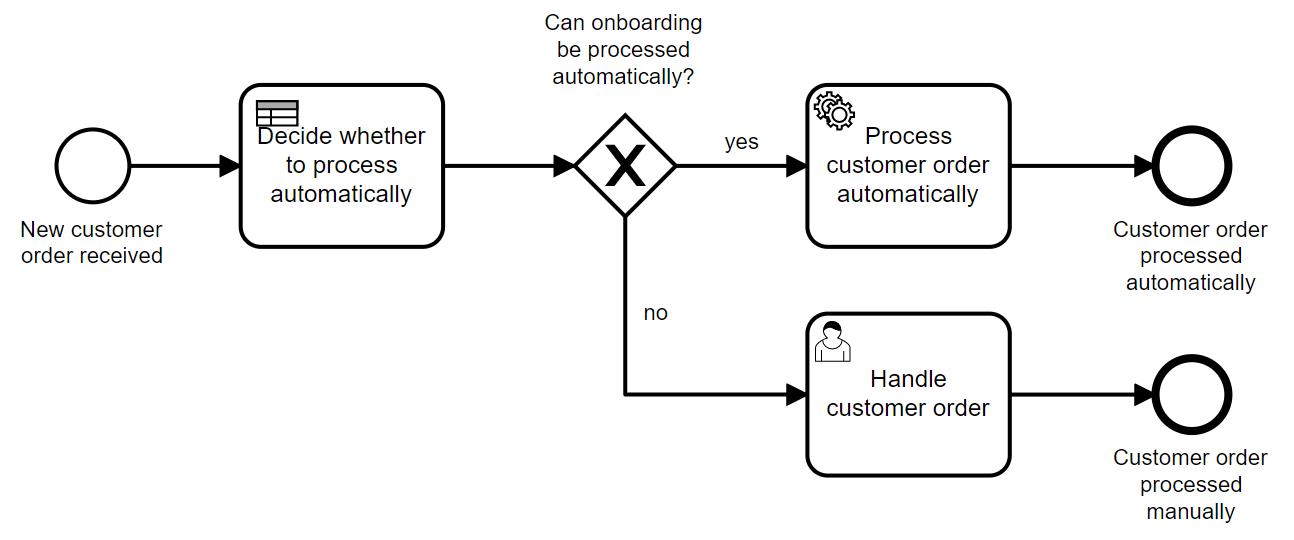 Can onboarding
be processed
automatically?
New customer
order received
Decide whether
to process
automatically
yes
Process
customer order
automatically
Customer order
processed
automatically
no
Handle
customer order
Customer order
processed
manually